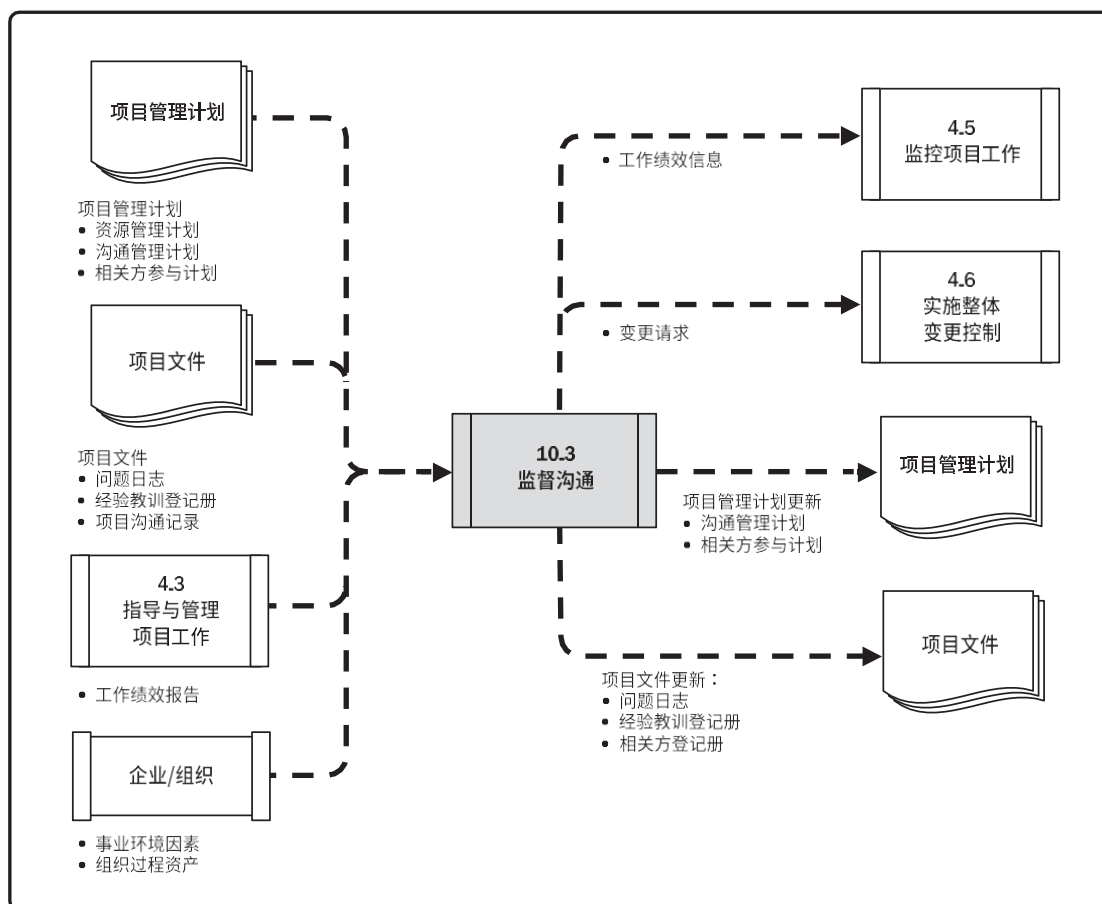 项目管理计划
项目管理计划
• 资源管理计划
• 沟通管理计划
• 相关方参与计划
项目文件
项目文件
• 问题日志
• 经验教训登记册
• 项目沟通记录
4.3
指导与管理
项目工作
• 工作绩效报告
企业/组织
• 事业环境因素
• 组织过程资产
10.3
监督沟通
• 工作绩效信息
4.5
监控项目工作
• 变更请求
4.6
实施整体
变更控制
项目管理计划更新
• 沟通管理计划
• 相关方参与计划
项目管理计划
项目文件更新：
• 问题日志
• 经验教训登记册
• 相关方登记册
项目文件